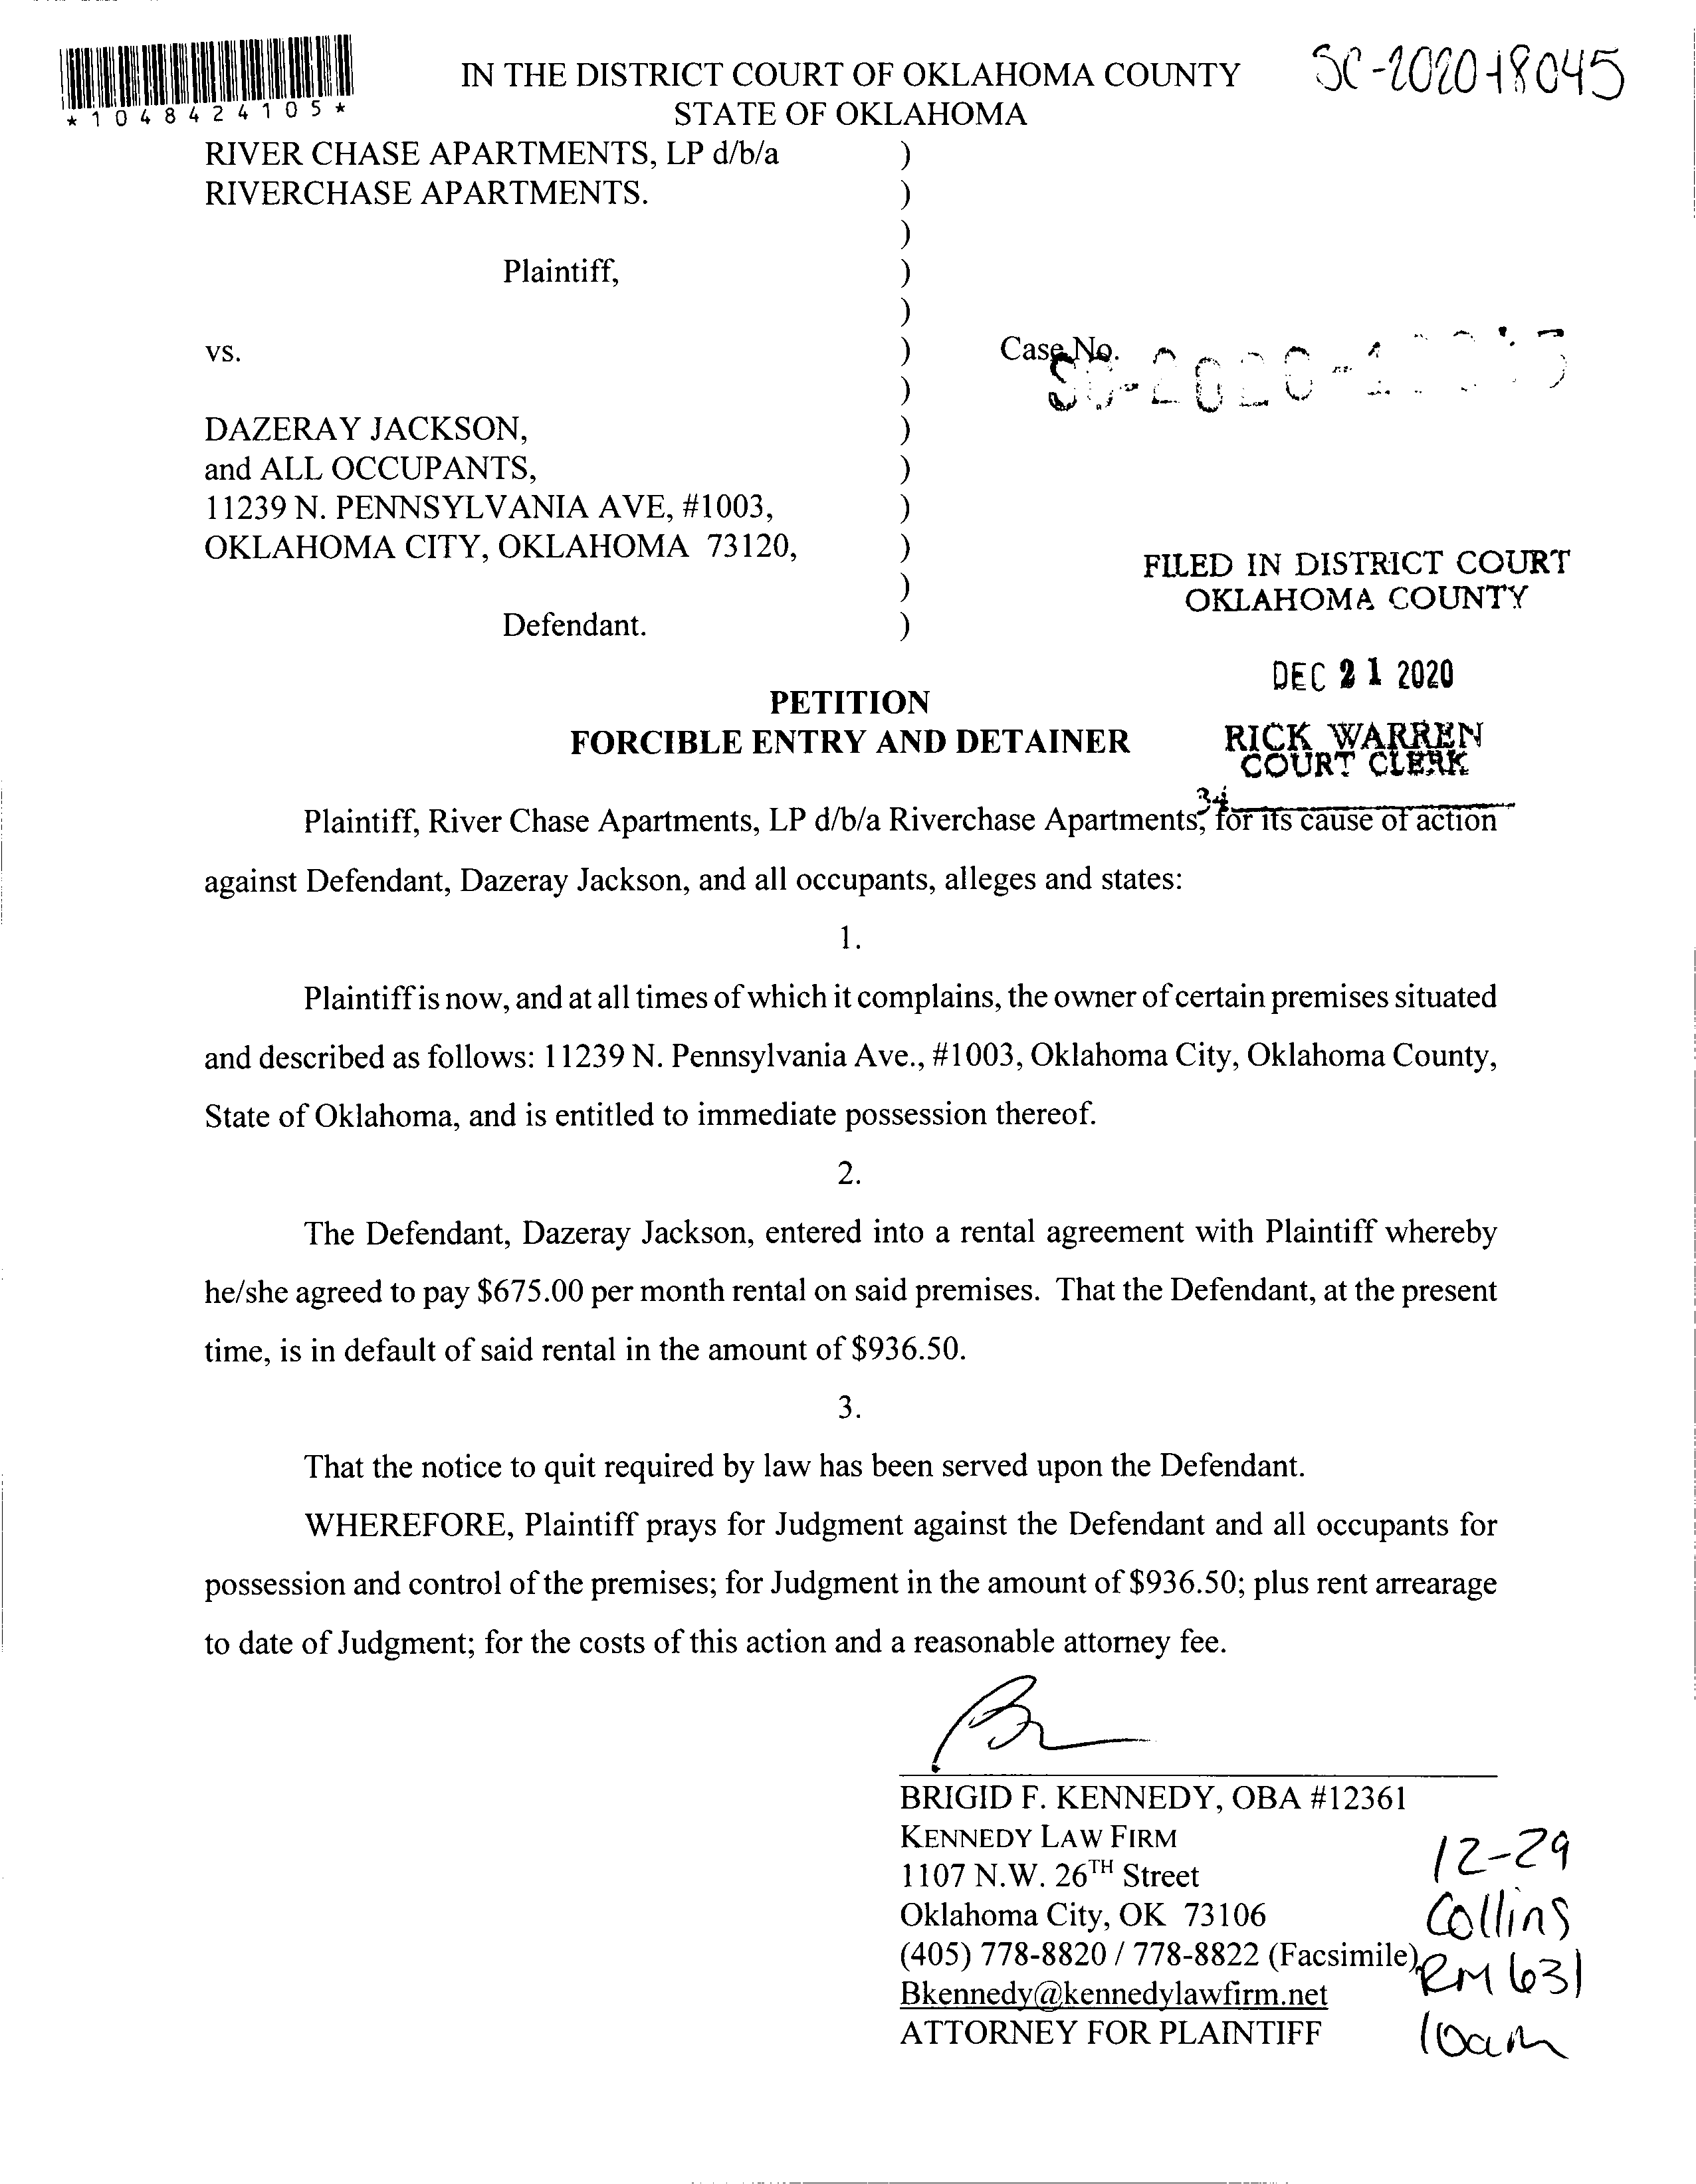 *1048424105*
IN THE DISTRICT COURT OF OKLAHOMA COUNTY
STATE OF OKLAHOMA
SC-2020-18045
RIVER CHASE APARTMENTS, LP d/b/a )
RIVERCHASE APARTMENTS. )
)
Plaintiff, )
)
vs. ) Case No.
)
DAZERAY JACKSON, )
and ALL OCCUPANTS, )
11239 N. PENNSYLVANIA AVE, #1003, )
OKLAHOMA CITY, OKLAHOMA 73120, )
)
Defendant. )
FILED IN DISTRICT COURT
OKLAHOMA COUNTY
DEC 21 2020
RICK WARREN
COURT CLERK
34
PETITION
FORCIBLE ENTRY AND DETAINER
Plaintiff, River Chase Apartments, LP d/b/a Riverchase Apartments, for its cause of action
against Defendant, Dazeray Jackson, and all occupants, alleges and states:
1.
Plaintiff is now, and at all times of which it complains, the owner of certain premises situated
and described as follows: 11239 N. Pennsylvania Ave., #1003, Oklahoma City, Oklahoma County,
State of Oklahoma, and is entitled to immediate possession thereof.
2.
The Defendant, Dazeray Jackson, entered into a rental agreement with Plaintiff whereby
he/she agreed to pay $675.00 per month rental on said premises. That the Defendant, at the present
time, is in default of said rental in the amount of $936.50.
3.
That the notice to quit required by law has been served upon the Defendant.
WHEREFORE, Plaintiff prays for Judgment against the Defendant and all occupants for
possession and control of the premises; for Judgment in the amount of $936.50; plus rent arrearage
to date of Judgment; for the costs of this action and a reasonable attorney fee.
BRIGID F. KENNEDY, OBA #12361
KENNEDY LAW FIRM
1107 N.W. 26TH Street
Oklahoma City, OK 73106
(405) 778-8820 / 778-8822 (Facsimile)
Bkennedy@kennedylawfirm.net
ATTORNEY FOR PLAINTIFF
12-29
Collins
RM 631
10am